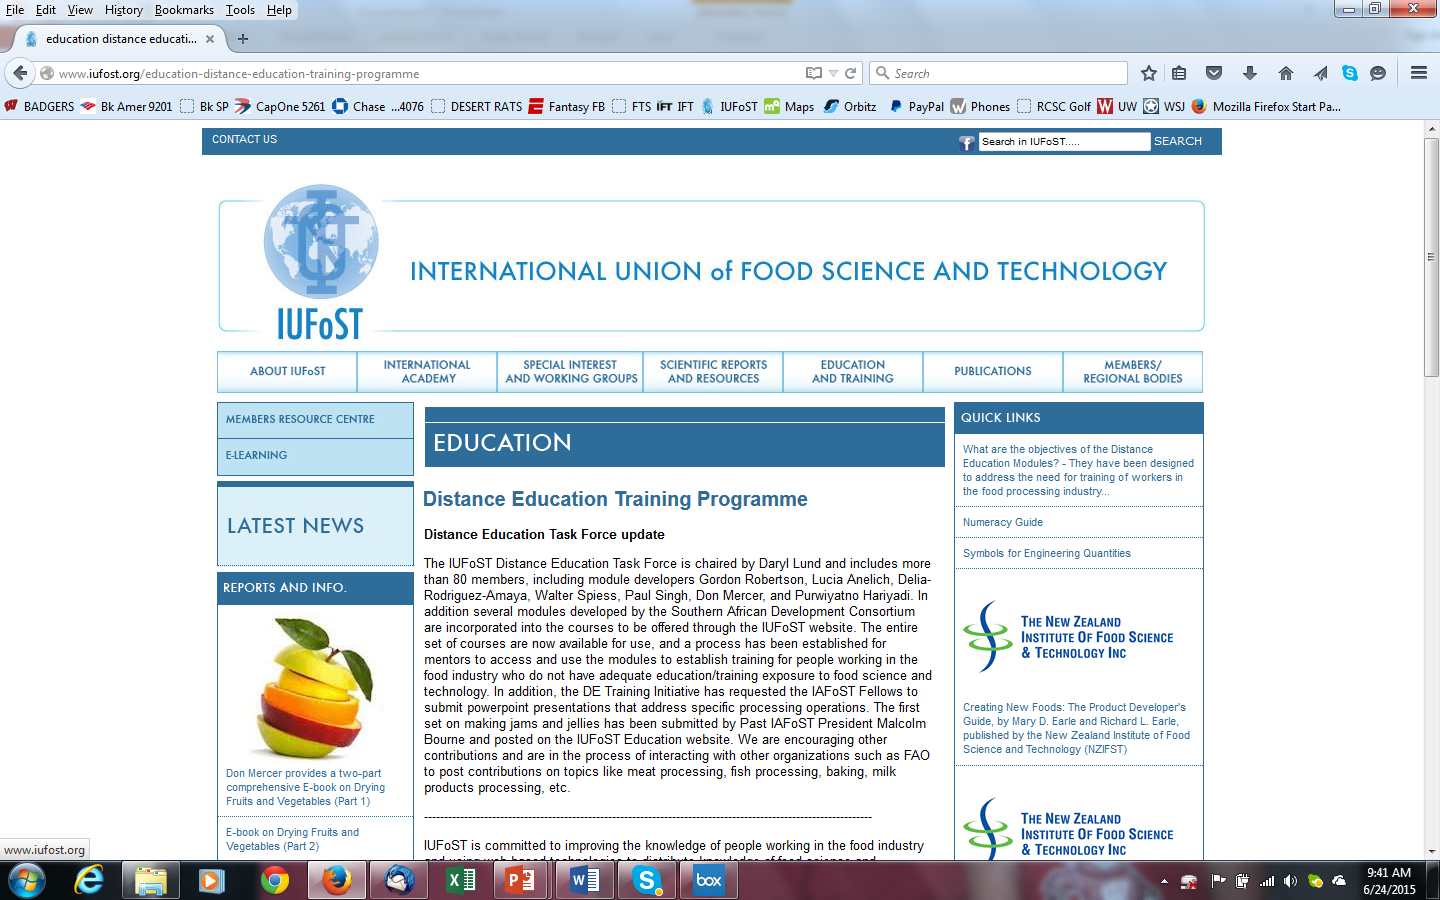 File Edit View History Bookmarks Tools Help
education distance educati...
www.iufost.org/education-distance-education-training-programme
Search
BADGERS Bk Amer 9201 Bk SP CapOne 5261 Chase ...4076 DESERT RATS Fantasy FB FTS IFT IFT IUFoST Maps Orbitz PayPal Phones RCSC Golf UW WSJ Mozilla Firefox Start Pa...
CONTACT US
Search in IUFoST.....
SEARCH
INTERNATIONAL UNION of FOOD SCIENCE AND TECHNOLOGY
IUFoST
ABOUT IUFoST
INTERNATIONAL
ACADEMY
SPECIAL INTEREST
AND WORKING GROUPS
SCIENTIFIC REPORTS
AND RESOURCES
EDUCATION
AND TRAINING
PUBLICATIONS
MEMBERS/
REGIONAL BODIES
MEMBERS RESOURCE CENTRE
E-LEARNING
LATEST NEWS
REPORTS AND INFO.
Don Mercer provides a two-part
comprehensive E-book on Drying
Fruits and Vegetables (Part 1)
E-book on Drying Fruits and
Vegetables (Part 2)
EDUCATION
Distance Education Training Programme
Distance Education Task Force update
The IUFoST Distance Education Task Force is chaired by Daryl Lund and includes more
than 80 members, including module developers Gordon Robertson, Lucia Anelich, Delia-
Rodriguez-Amaya, Walter Spiess, Paul Singh, Don Mercer, and Purwiyatno Hariyadi. In
addition several modules developed by the Southern African Development Consortium
are incorporated into the courses to be offered through the IUFoST website. The entire
set of courses are now available for use, and a process has been established for
mentors to access and use the modules to establish training for people working in the
food industry who do not have adequate education/training exposure to food science and
technology. In addition, the DE Training Initiative has requested the IAFoST Fellows to
submit powerpoint presentations that address specific processing operations. The first
set on making jams and jellies has been submitted by Past IAFoST President Malcolm
Bourne and posted on the IUFoST Education website. We are encouraging other
contributions and are in the process of interacting with other organizations such as FAO
to post contributions on topics like meat processing, fish processing, baking, milk
products processing, etc.
IUFoST is committed to improving the knowledge of people working in the food industry
and using web based technologies to distribute knowledge of food science and
QUICK LINKS
What are the objectives of the Distance
Education Modules? - They have been designed
to address the need for training of workers in
the food processing industry...
Numeracy Guide
Symbols for Engineering Quantities
THE NEW ZEALAND
INSTITUTE OF FOOD SCIENCE
& TECHNOLOGY INC
Creating New Foods: The Product Developer's
Guide, by Mary D. Earle and Richard L. Earle,
published by the New Zealand Institute of Food
Science and Technology (NZIFST)
THE NEW ZEALAND
INSTITUTE OF FOOD SCIENCE
& TECHNOLOGY INC
www.iufost.org
box
9:41 AM
6/24/2015